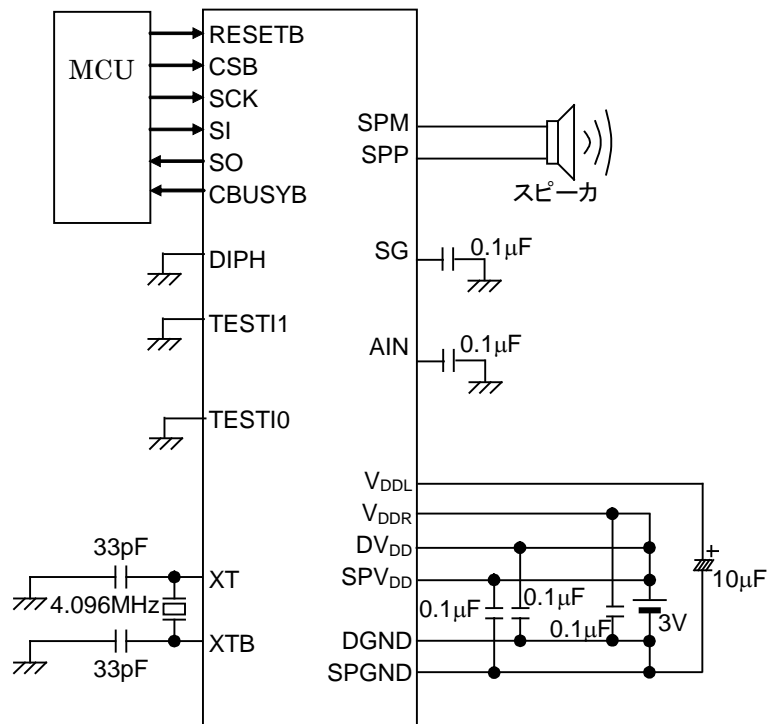 MCU
RESETB
CSB
SCK
SI
SO
CBUSYB
DIPH
TESTI1
TESTI0
33pF
XT
4.096MHz
XTB
33pF
SPM
SPP
スピーカ
SG
0.1μF
AIN
0.1μF
VDDL
VDDR
DVDD
SPVDD
DGND
SPGND
0.1μF
0.1μF
0.1μF
3V
+
10μF